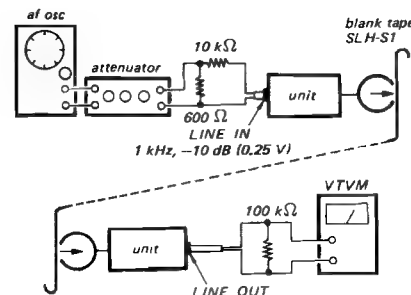 af osc
attenuator
10 kΩ
600 Ω
LINE IN
1 kHz, −10 dB (0.25 V)
unit
blank tape
SLH-S1
unit
LINE OUT
100 kΩ
VTVM